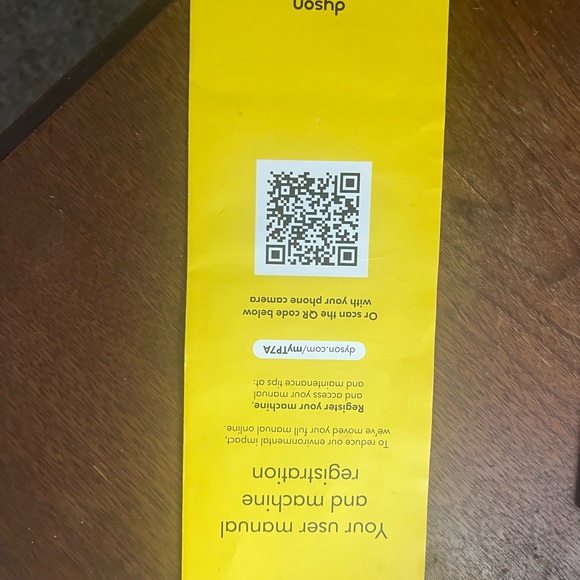 Your user manual
and machine
registration
To reduce our environmental impact,
we've moved your full manual online.
Register your machine,
and access your manual
and maintenance tips at:
dyson.com/myTP7A
Or scan the QR code below
with your phone camera
dyson